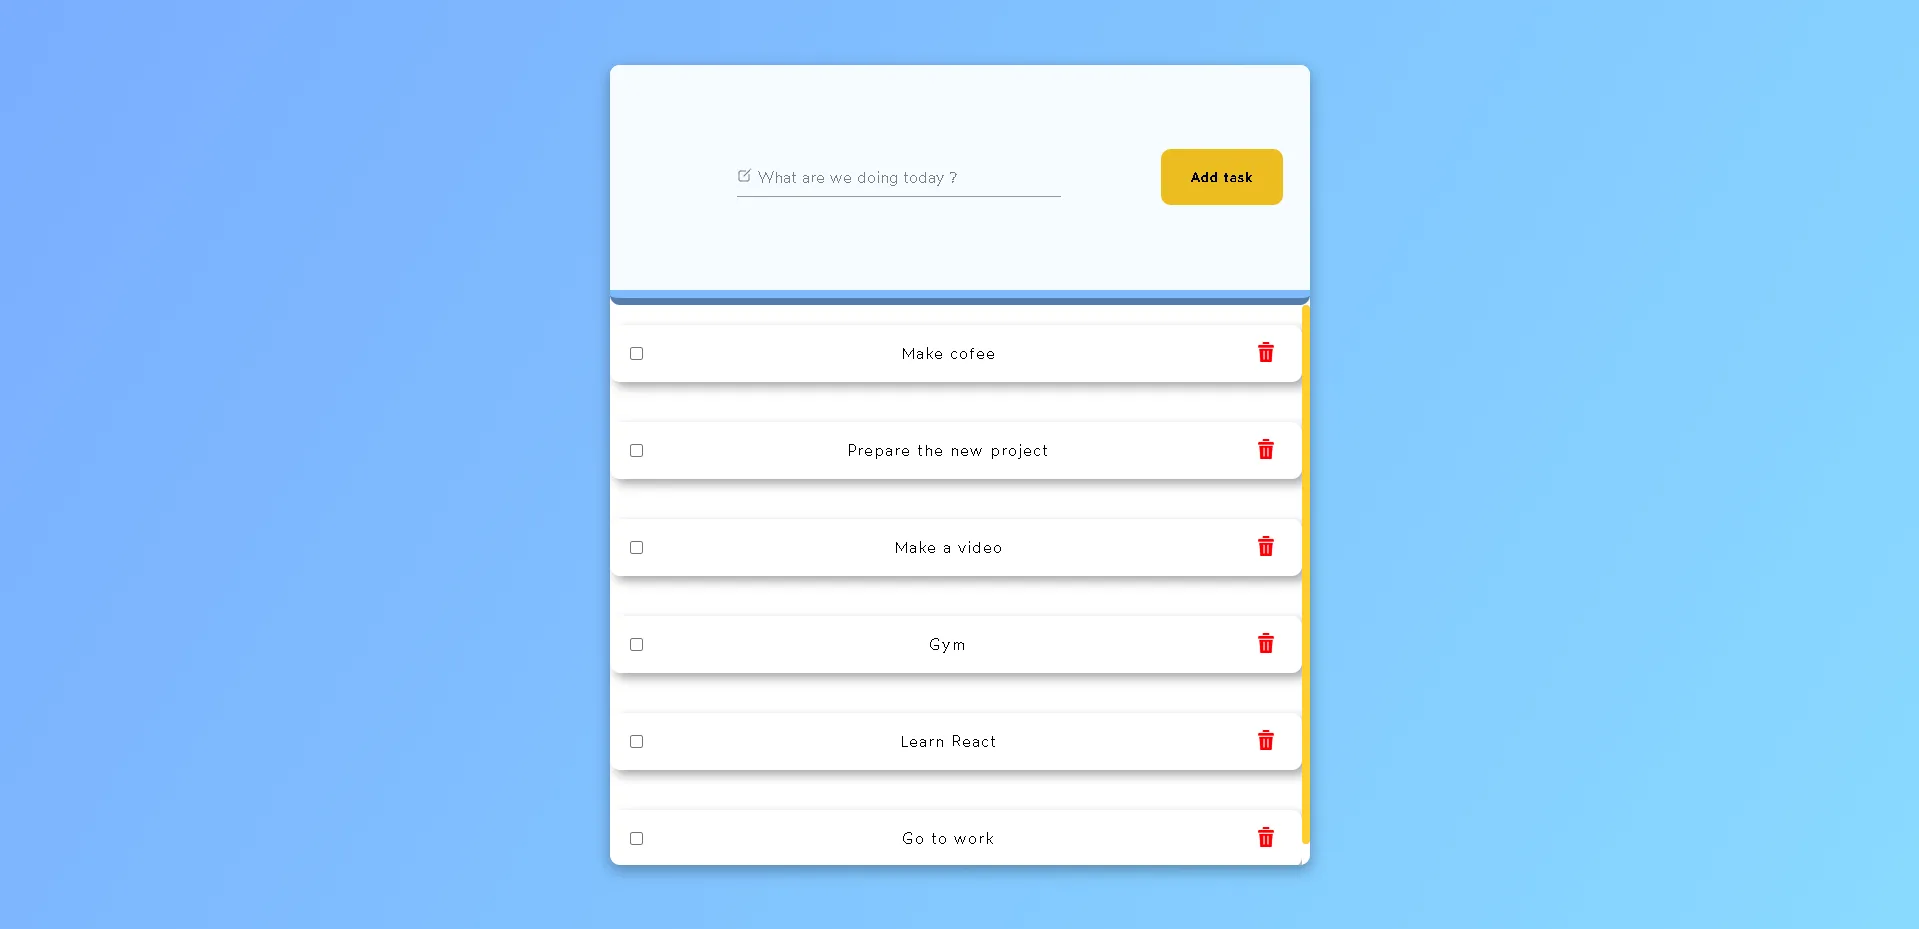 What are we doing today ?
Add task
Make cofee
Prepare the new project
Make a video
Gym
Learn React
Go to work